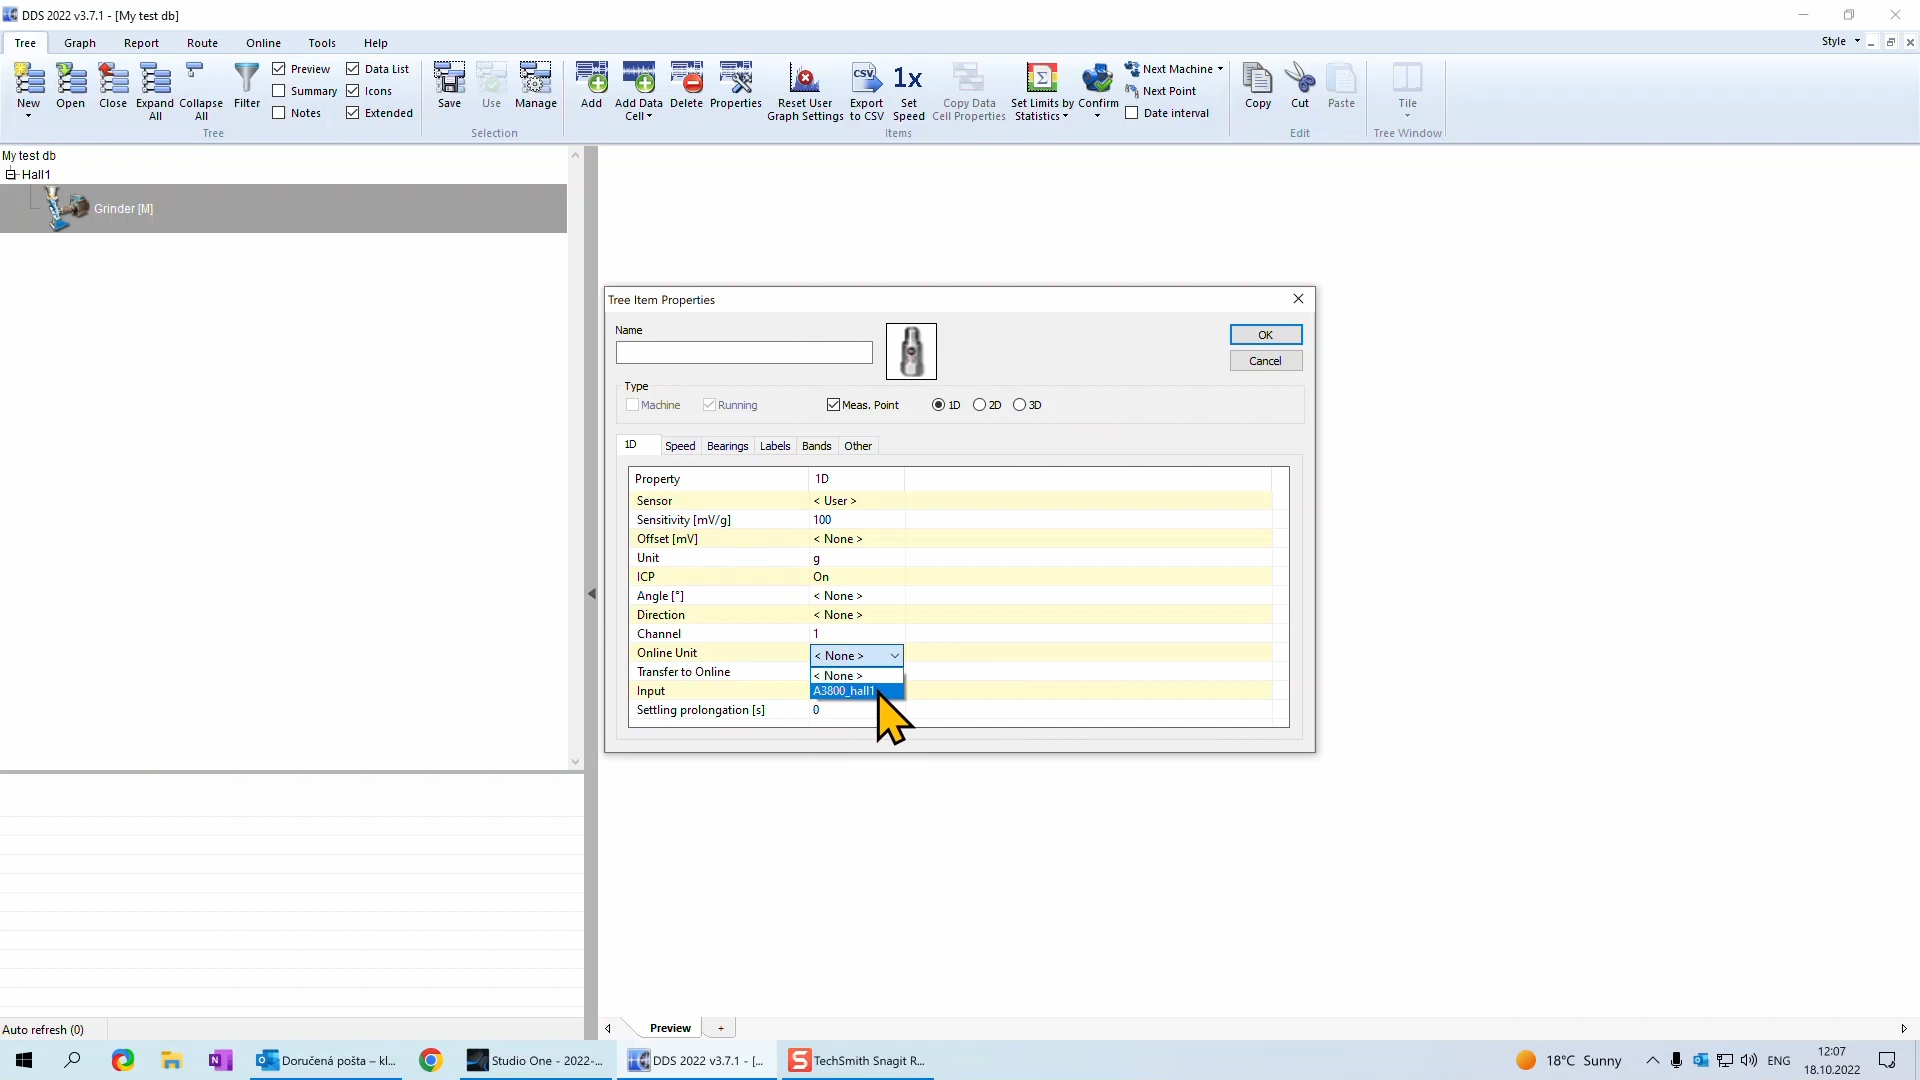 DDS 2022 v3.7.1 - [My test db]
Tree Graph Report Route Online Tools Help Style
New Open Close Expand All Collapse All Filter
Preview Data List
Summary Icons
Notes Extended
Tree
Save Use Manage
Selection
Add Add Data Cell Delete Properties Reset User Graph Settings CSV Export to CSV 1x Set Speed Copy Data Cell Properties Set Limits by Statistics Confirm
Next Machine
Next Point
Date interval
Items
Copy Cut Paste
Edit
Tile
Tree Window
My test db
Hall1
Grinder [M]
Tree Item Properties
Name
OK
Cancel
Type
Machine Running Meas. Point 1D 2D 3D
1D Speed Bearings Labels Bands Other
Property 1D
Sensor < User >
Sensitivity [mV/g] 100
Offset [mV] < None >
Unit g
ICP On
Angle [°] < None >
Direction < None >
Channel 1
Online Unit < None >
Transfer to Online < None >
Input A3800_hall1
Settling prolongation [s] 0
Auto refresh (0)
Preview +
Doručená pošta – kl...
Studio One - 2022-...
DDS 2022 v3.7.1 - [...
TechSmith Snagit R...
18°C Sunny
ENG
12:07
18.10.2022